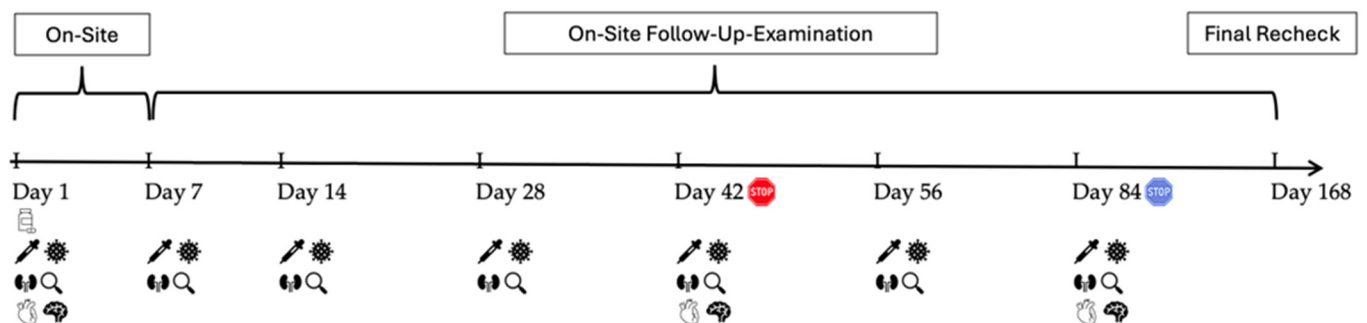 On-Site
On-Site Follow-Up-Examination
Final Recheck
Day 1
Day 7
Day 14
Day 28
Day 42 STOP
Day 56
Day 84 STOP
Day 168